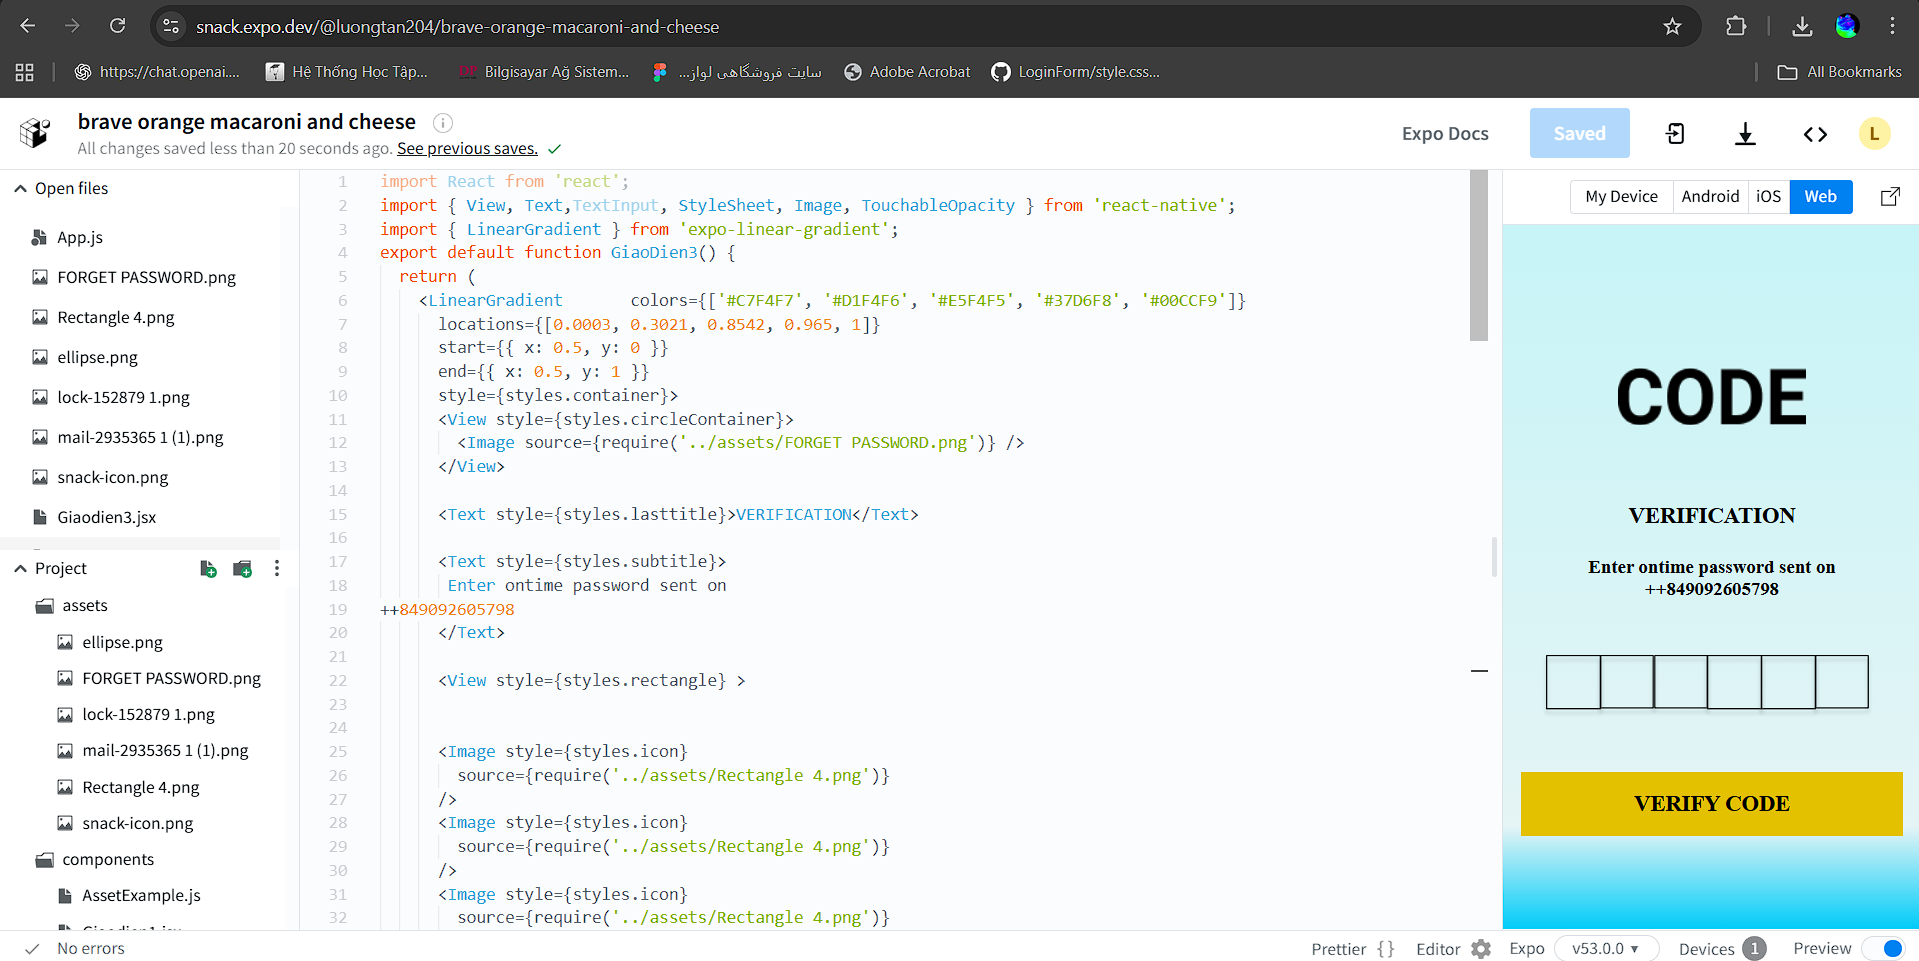 snack.expo.dev/@luongtan204/brave-orange-macaroni-and-cheese
https://chat.openai....
Hệ Thống Học Tập...
Bilgisayar Ağ Sistem...
سایت فروشگاهی لواز...
Adobe Acrobat
LoginForm/style.css...
All Bookmarks
brave orange macaroni and cheese
All changes saved less than 20 seconds ago. See previous saves.
Expo Docs
Saved
L
Open files
App.js
FORGET PASSWORD.png
Rectangle 4.png
ellipse.png
lock-152879 1.png
mail-2935365 1 (1).png
snack-icon.png
Giaodien3.jsx
Project
assets
ellipse.png
FORGET PASSWORD.png
lock-152879 1.png
mail-2935365 1 (1).png
Rectangle 4.png
snack-icon.png
components
AssetExample.js
1 import React from 'react';
2 import { View, Text,TextInput, StyleSheet, Image, TouchableOpacity } from 'react-native';
3 import { LinearGradient } from 'expo-linear-gradient';
4 export default function GiaoDien3() {
5 return (
6 <LinearGradient colors={['#C7F4F7', '#D1F4F6', '#E5F4F5', '#37D6F8', '#00CCF9']}
7 locations={[0.0003, 0.3021, 0.8542, 0.965, 1]}
8 start={{ x: 0.5, y: 0 }}
9 end={{ x: 0.5, y: 1 }}
10 style={styles.container}>
11 <View style={styles.circleContainer}>
12 <Image source={require('../assets/FORGET PASSWORD.png')} />
13 </View>
14
15 <Text style={styles.lasttitle}>VERIFICATION</Text>
16
17 <Text style={styles.subtitle}>
18 Enter ontime password sent on
19 ++849092605798
20 </Text>
21
22 <View style={styles.rectangle} >
23
24
25 <Image style={styles.icon}
26 source={require('../assets/Rectangle 4.png')}
27 />
28 <Image style={styles.icon}
29 source={require('../assets/Rectangle 4.png')}
30 />
31 <Image style={styles.icon}
32 source={require('../assets/Rectangle 4.png')}
My Device
Android
iOS
Web
CODE
VERIFICATION
Enter ontime password sent on
++849092605798
VERIFY CODE
No errors
Prettier {}
Editor
Expo
v53.0.0
Devices 1
Preview